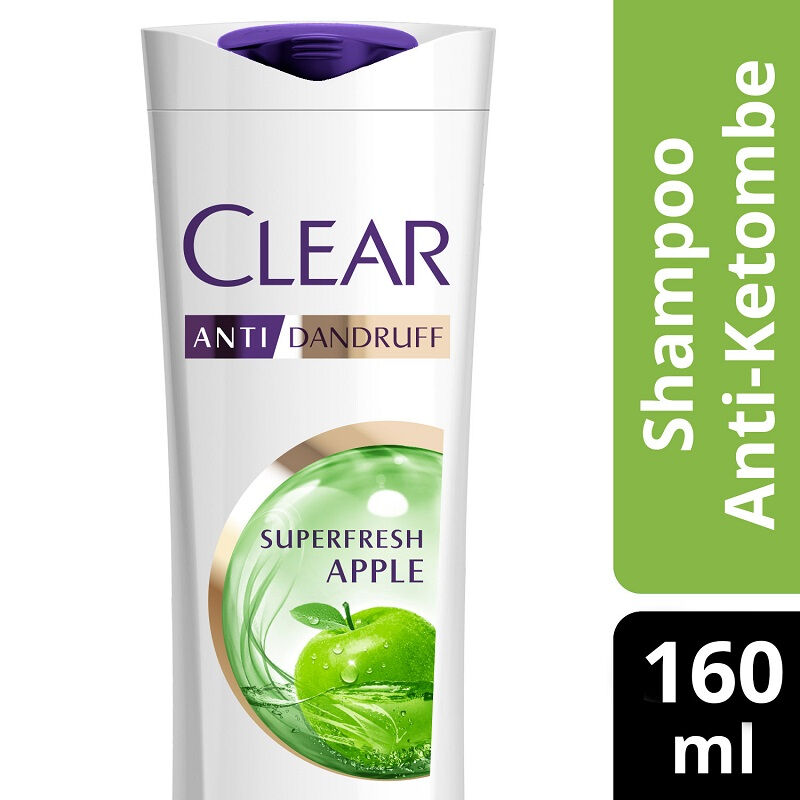 CLEAR
ANTI DANDRUFF
SUPERFRESH
APPLE
Shampoo
Anti-Ketombe
160
ml